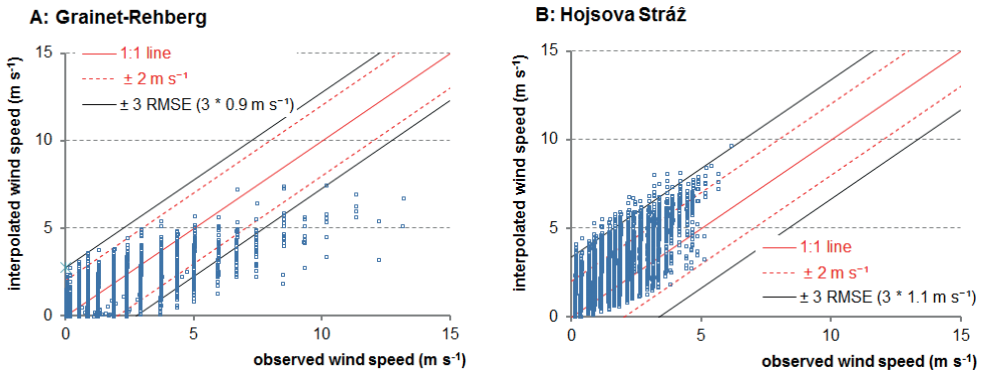 A: Grainet-Rehberg
15
10
5
0
interpolated wind speed (m s⁻¹)
1:1 line
± 2 m s⁻¹
± 3 RMSE (3 * 0.9 m s⁻¹)
0
5
10
15
observed wind speed (m s⁻¹)
B: Hojsova Stráž
15
10
5
0
interpolated wind speed (m s⁻¹)
1:1 line
± 2 m s⁻¹
± 3 RMSE (3 * 1.1 m s⁻¹)
0
5
10
15
observed wind speed (m s⁻¹)